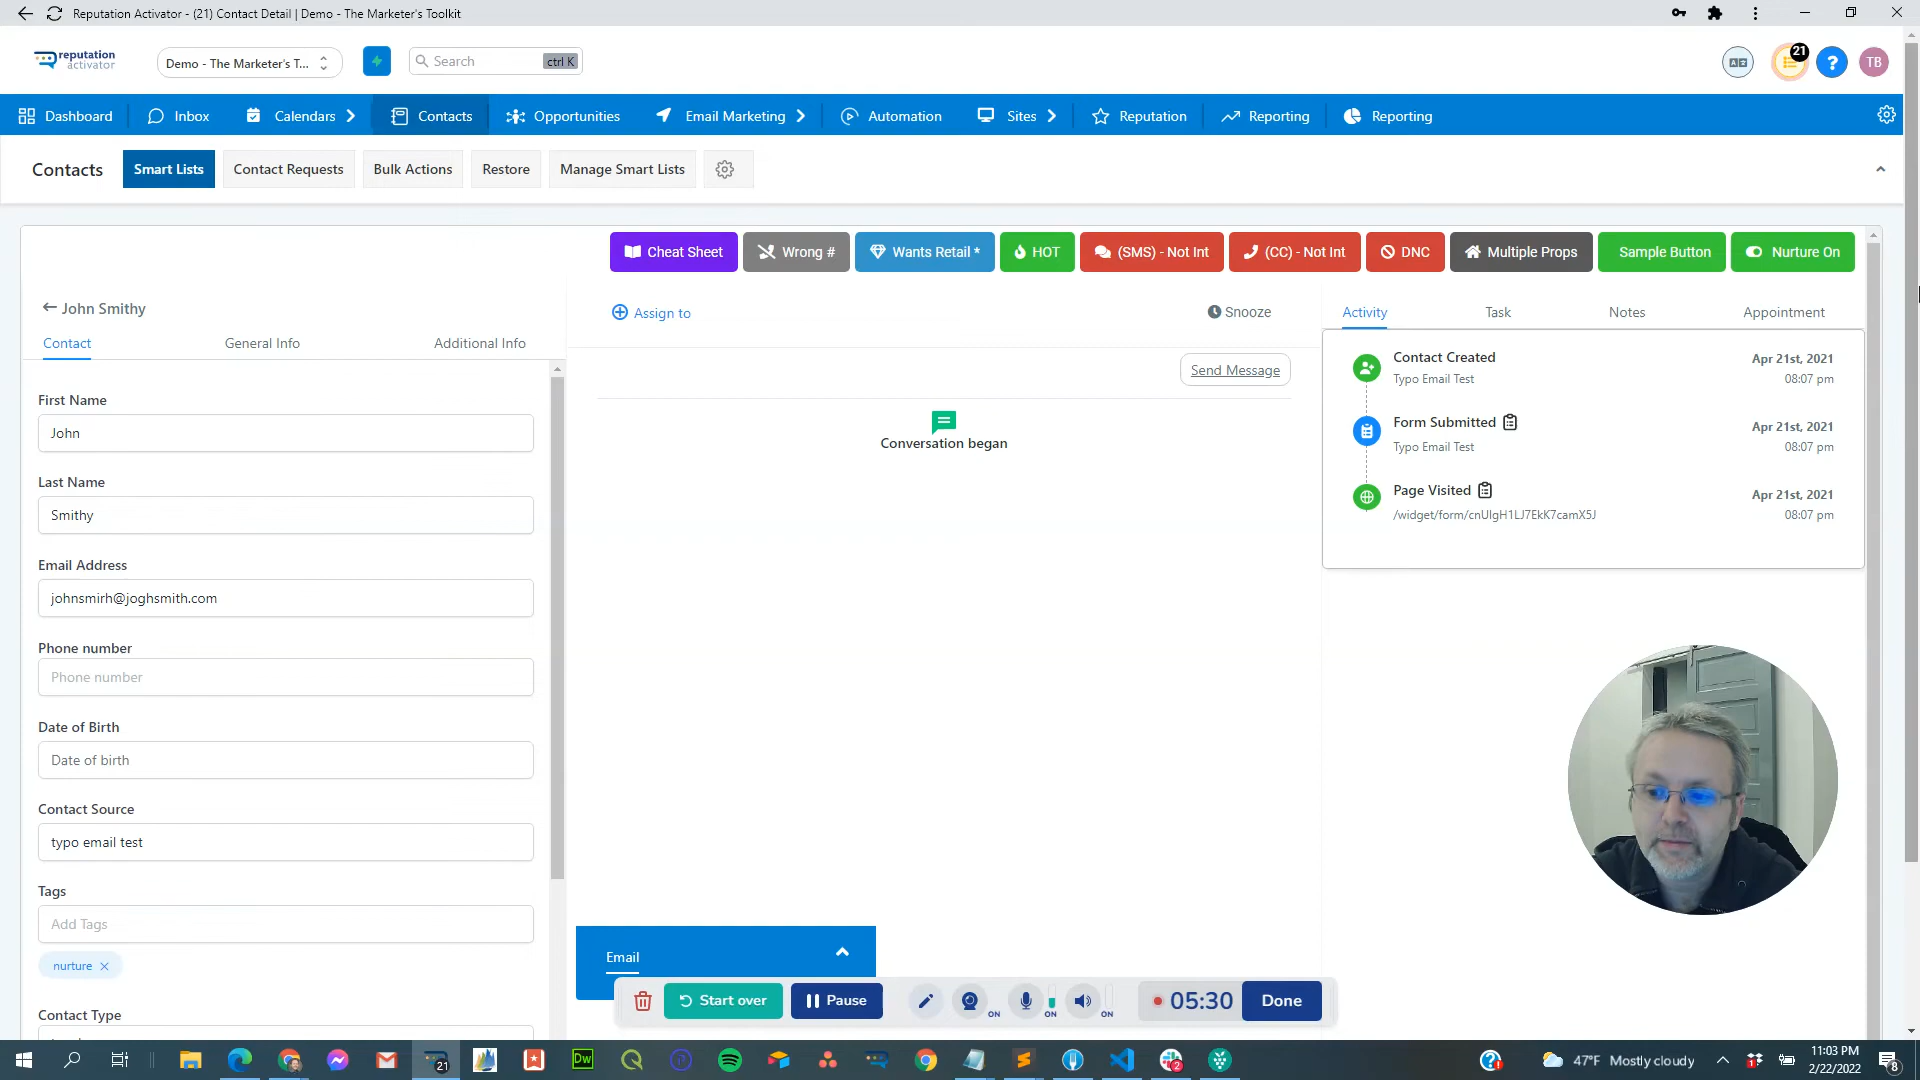 Reputation Activator - (21) Contact Detail | Demo - The Marketer's Toolkit
reputation
activator
Demo - The Marketer's T...
Search
ctrl K
21
?
TB
Dashboard
Inbox
Calendars
Contacts
Opportunities
Email Marketing
Automation
Sites
Reputation
Reporting
Reporting
Contacts
Smart Lists
Contact Requests
Bulk Actions
Restore
Manage Smart Lists
Cheat Sheet
Wrong #
Wants Retail *
HOT
(SMS) - Not Int
(CC) - Not Int
DNC
Multiple Props
Sample Button
Nurture On
John Smithy
Contact
General Info
Additional Info
First Name
John
Last Name
Smithy
Email Address
johnsmirh@joghsmith.com
Phone number
Phone number
Date of Birth
Date of birth
Contact Source
typo email test
Tags
Add Tags
nurture
Contact Type
Assign to
Snooze
Send Message
Conversation began
Activity
Task
Notes
Appointment
Contact Created
Apr 21st, 2021
Typo Email Test
08:07 pm
Form Submitted
Apr 21st, 2021
Typo Email Test
08:07 pm
Page Visited
Apr 21st, 2021
/widget/form/cnUIgH1LJ7EkK7camX5J
08:07 pm
Email
Start over
Pause
ON
ON
ON
05:30
Done
21
Dw
2
47°F Mostly cloudy
1
11:03 PM
2/22/2022
8